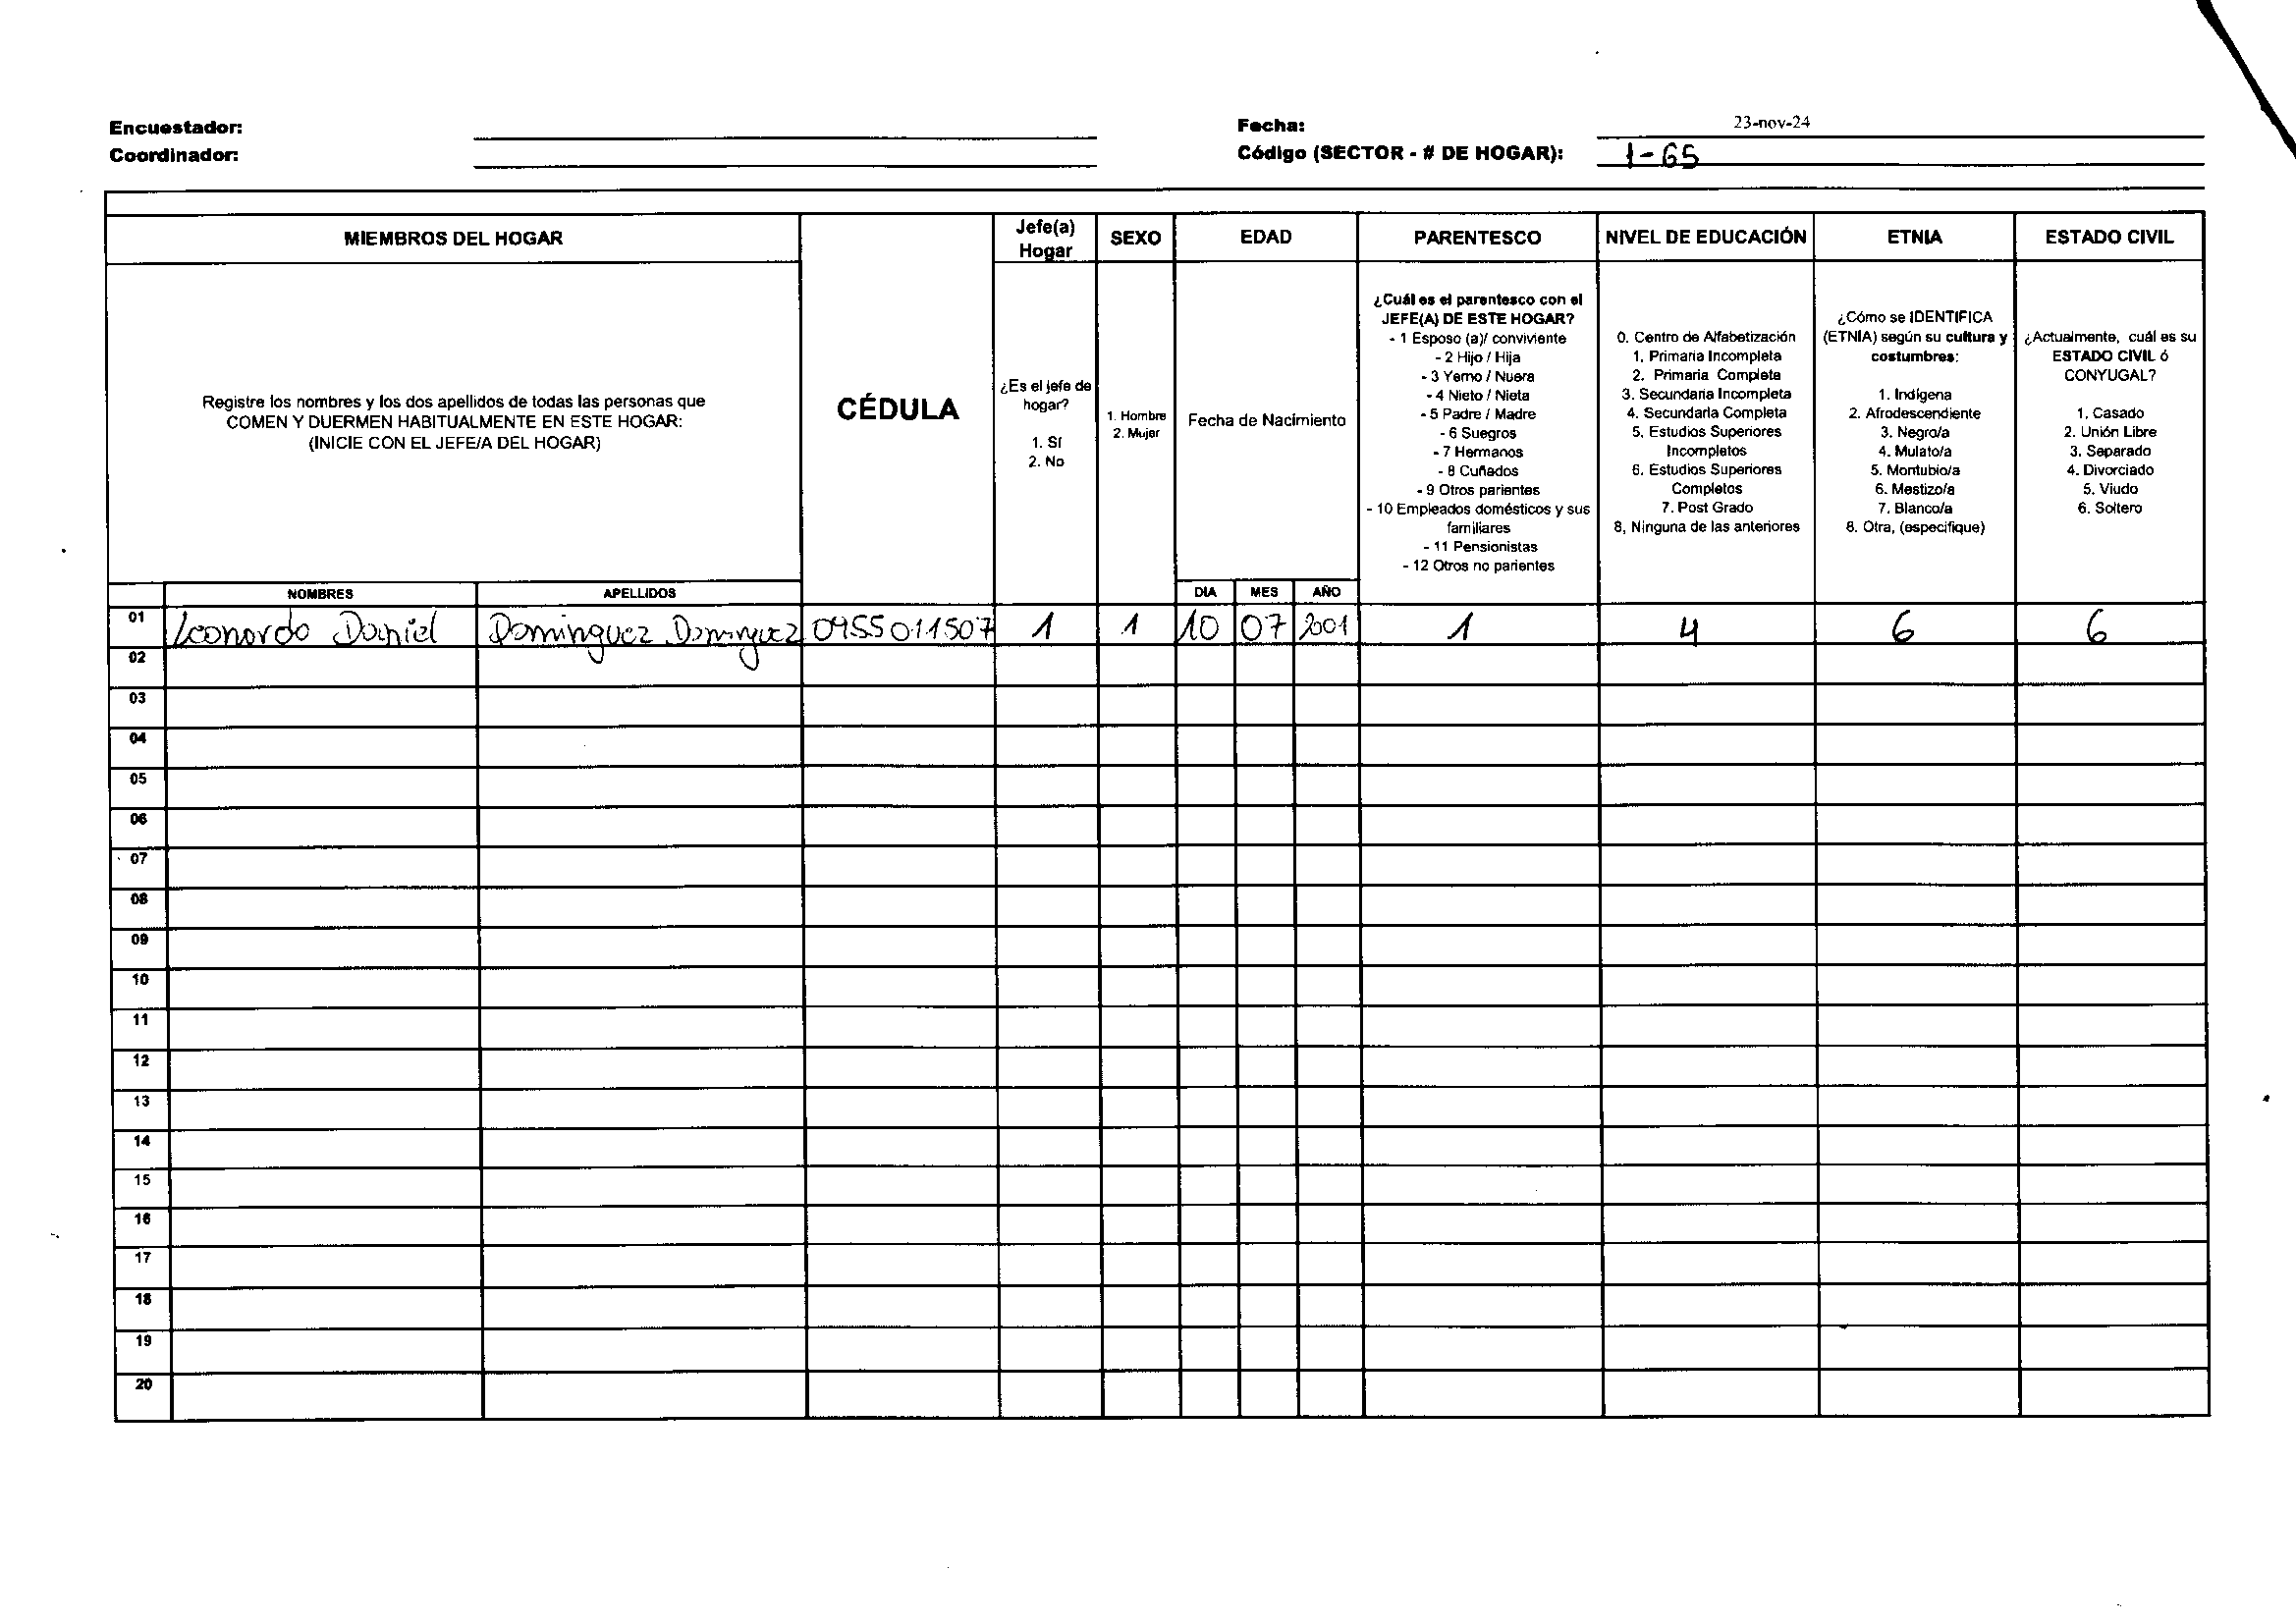 Encuestador:
Coordinador:
Fecha: 23-nov-24
Código (SECTOR - # DE HOGAR): 1-65
MIEMBROS DEL HOGAR
Registre los nombres y los dos apellidos de todas las personas que
COMEN Y DUERMEN HABITUALMENTE EN ESTE HOGAR:
(INICIE CON EL JEFE/A DEL HOGAR)
CÉDULA
Jefe(a)
Hogar
¿Es el jefe de
hogar?
1. Sí
2. No
SEXO
1. Hombre
2. Mujer
EDAD
Fecha de Nacimiento
PARENTESCO
¿Cuál es el parentesco con el
JEFE(A) DE ESTE HOGAR?
- 1 Esposo (a)/ conviviente
- 2 Hijo / Hija
- 3 Yerno / Nuera
- 4 Nieto / Nieta
- 5 Padre / Madre
- 6 Suegros
- 7 Hermanos
- 8 Cuñados
- 9 Otros parientes
- 10 Empleados domésticos y sus
familiares
- 11 Pensionistas
- 12 Otros no parientes
NIVEL DE EDUCACIÓN
0. Centro de Alfabetización
1. Primaria Incompleta
2. Primaria Completa
3. Secundaria Incompleta
4. Secundaria Completa
5. Estudios Superiores
Incompletos
6. Estudios Superiores
Completos
7. Post Grado
8, Ninguna de las anteriores
ETNIA
¿Cómo se IDENTIFICA
(ETNIA) según su cultura y
costumbres:
1. Indígena
2. Afrodescendiente
3. Negro/a
4. Mulato/a
5. Montubio/a
6. Mestizo/a
7. Blanco/a
8. Otra, (especifique)
ESTADO CIVIL
¿Actualmente, cuál es su
ESTADO CIVIL ó
CONYUGAL?
1. Casado
2. Unión Libre
3. Separado
4. Divorciado
5. Viudo
6. Soltero
NOMBRES APELLIDOS DIA MES AÑO
01 Leonardo Daniel Dominguez Dominguez 0955011507 1 1 10 07 2001 1 4 6 6
02
03
04
05
06
07
08
09
10
11
12
13
14
15
16
17
18
19
20